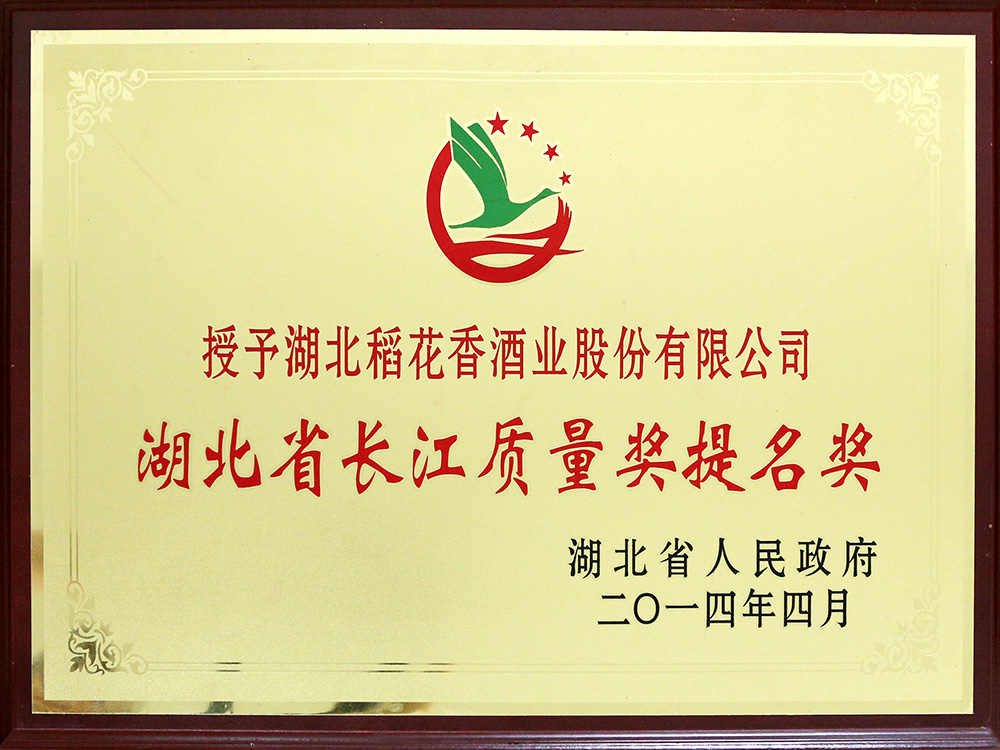 授予湖北稻花香酒业股份有限公司
湖北省长江质量奖提名奖
湖北省人民政府
二〇一四年四月